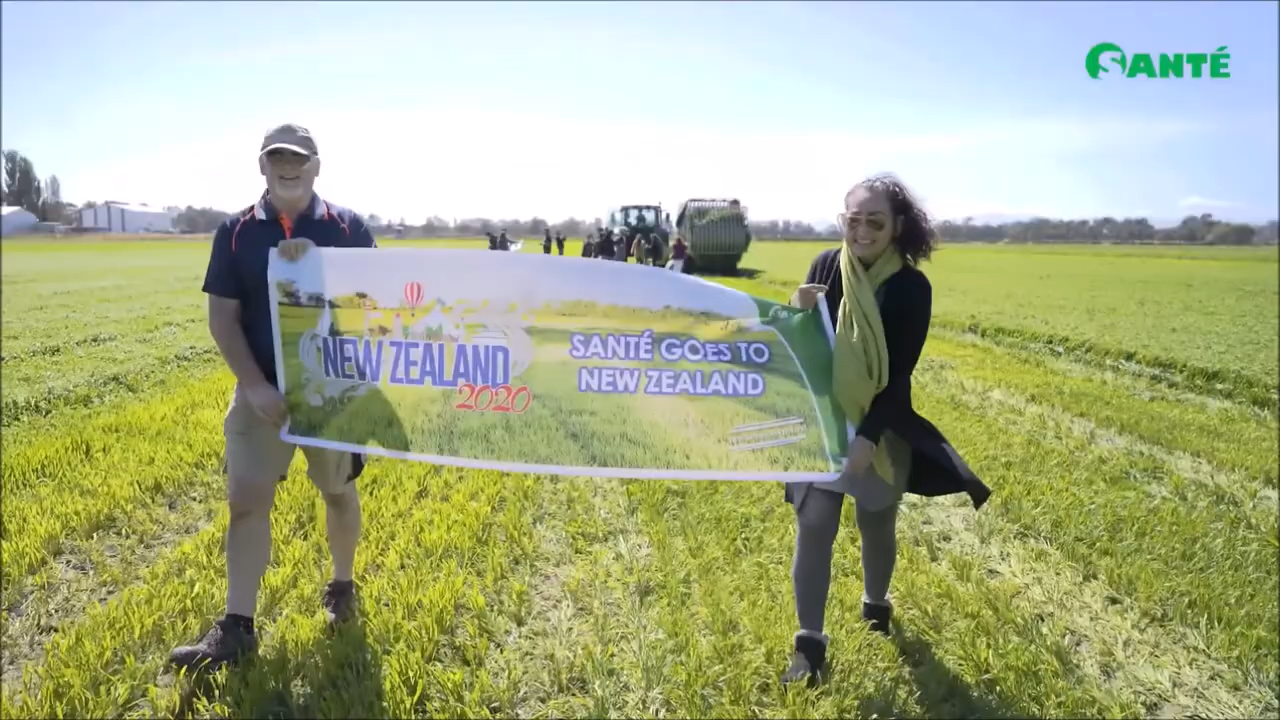 SANTÉ
NEW ZEALAND
2020
SANTÉ GOES TO
NEW ZEALAND